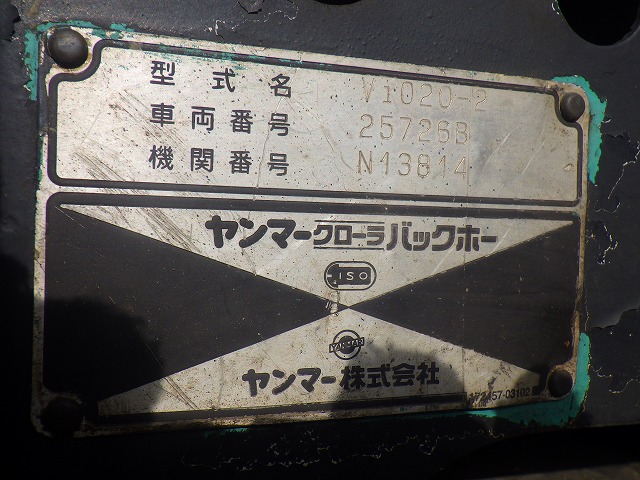 型式名 Vi020-2
車両番号 25726B
機関番号 N13814
ヤンマークローラバックホー
ISO
YANMAR
ヤンマー株式会社